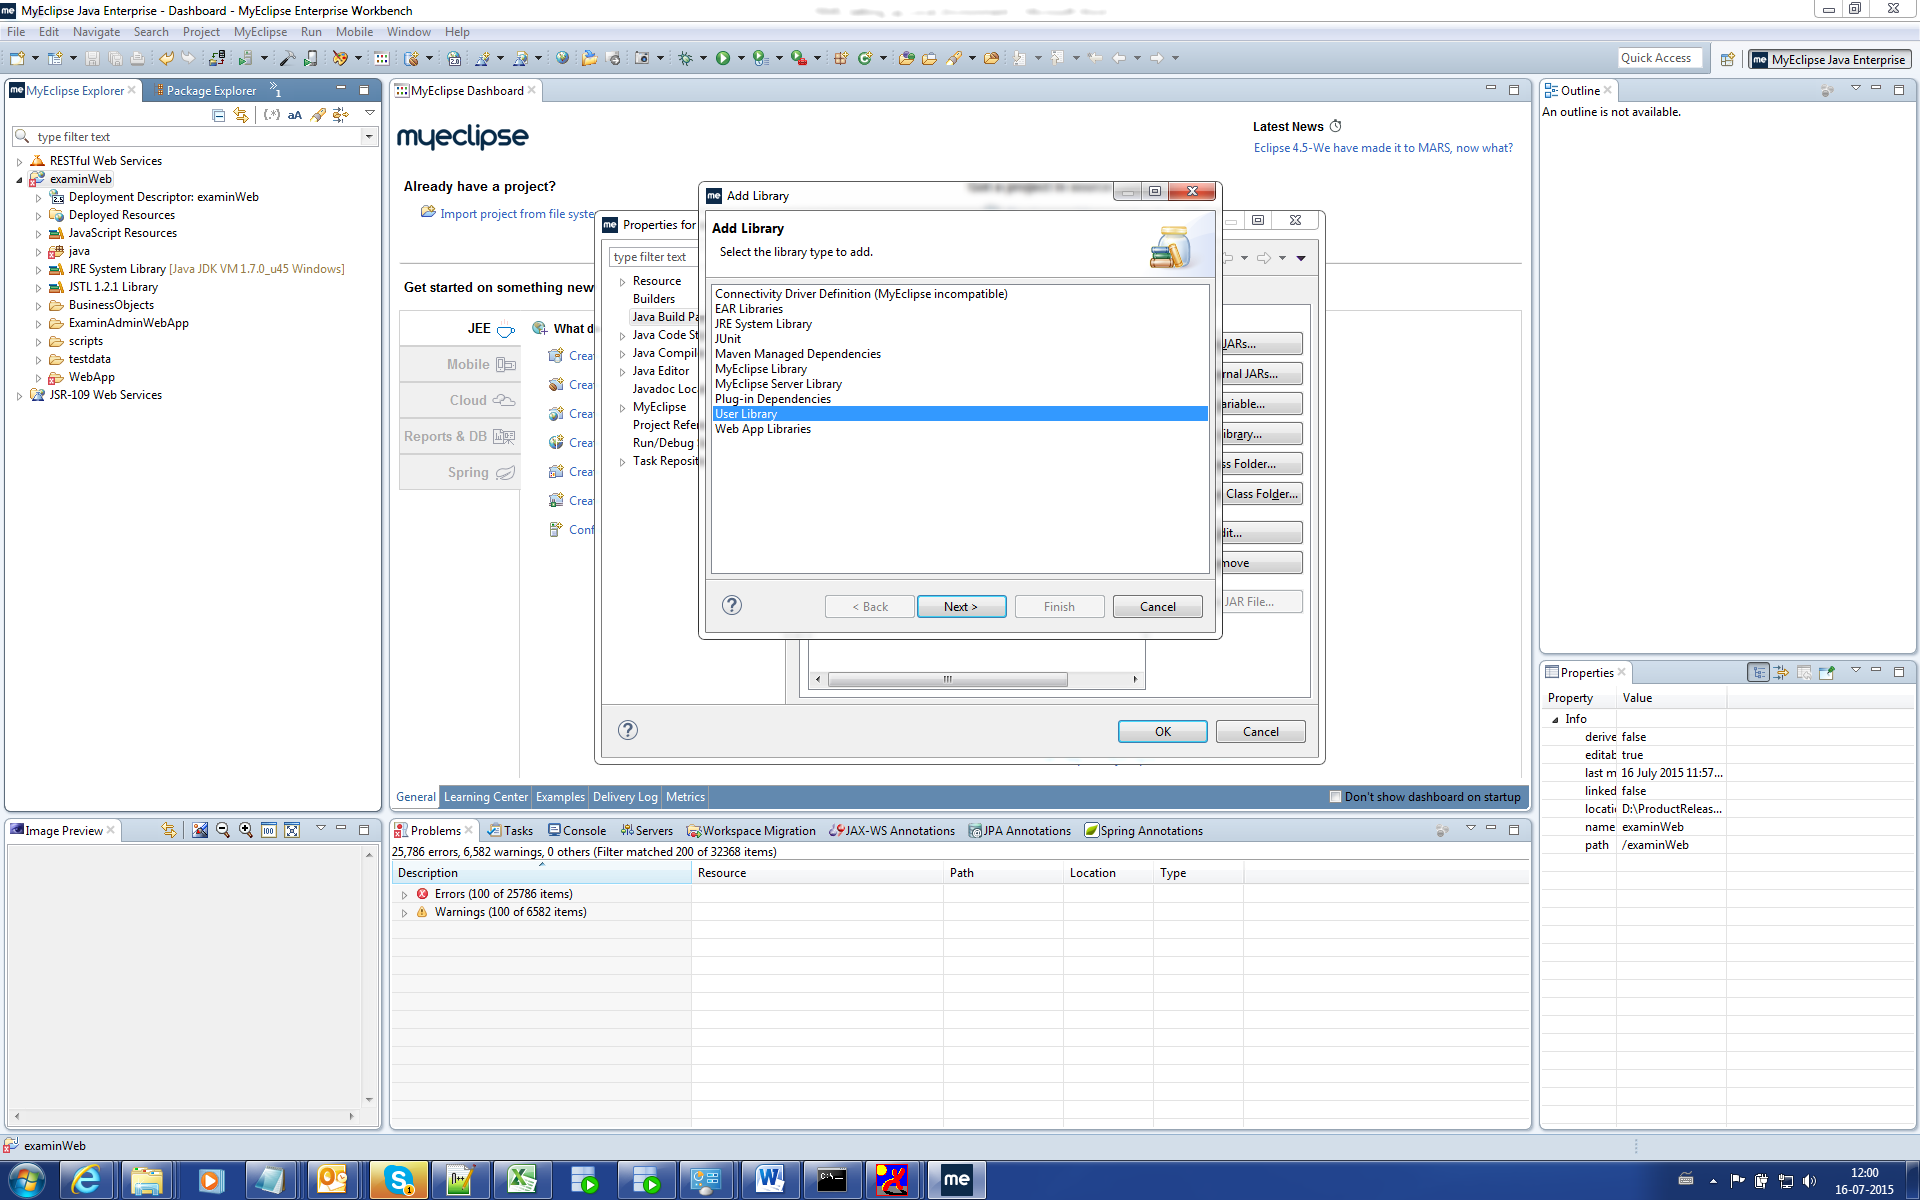 MyEclipse Java Enterprise - Dashboard - MyEclipse Enterprise Workbench
File Edit Navigate Search Project MyEclipse Run Mobile Window Help
Quick Access
MyEclipse Java Enterprise
MyEclipse Explorer
Package Explorer
type filter text
RESTful Web Services
examinWeb
Deployment Descriptor: examinWeb
Deployed Resources
JavaScript Resources
java
JRE System Library [Java JDK VM 1.7.0_u45 Windows]
JSTL 1.2.1 Library
BusinessObjects
ExaminAdminWebApp
scripts
testdata
WebApp
JSR-109 Web Services
MyEclipse Dashboard
myeclipse
Latest News
Eclipse 4.5-We have made it to MARS, now what?
Already have a project?
Import project from file syste
Get started on something new
JEE
Mobile
Cloud
Reports & DB
Spring
What d
Crea
Crea
Crea
Crea
Crea
Crea
Conf
Properties for
type filter text
Resource
Builders
Java Build Pa
Java Code St
Java Compil
Java Editor
Javadoc Loca
MyEclipse
Project Refer
Run/Debug
Task Reposit
JARs...
rnal JARs...
ariable...
ibrary...
ss Folder...
Class Folder...
dit...
move
JAR File...
OK
Cancel
Add Library
Add Library
Select the library type to add.
Connectivity Driver Definition (MyEclipse incompatible)
EAR Libraries
JRE System Library
JUnit
Maven Managed Dependencies
MyEclipse Library
MyEclipse Server Library
Plug-in Dependencies
User Library
Web App Libraries
< Back
Next >
Finish
Cancel
General Learning Center Examples Delivery Log Metrics
Don't show dashboard on startup
Outline
An outline is not available.
Properties
Property Value
Info
derive false
editab true
last m 16 July 2015 11:57...
linked false
locatio D:\ProductReleas...
name examinWeb
path /examinWeb
Image Preview
Problems Tasks Console Servers Workspace Migration JAX-WS Annotations JPA Annotations Spring Annotations
25,786 errors, 6,582 warnings, 0 others (Filter matched 200 of 32368 items)
Description Resource Path Location Type
Errors (100 of 25786 items)
Warnings (100 of 6582 items)
examinWeb
12:00
16-07-2015